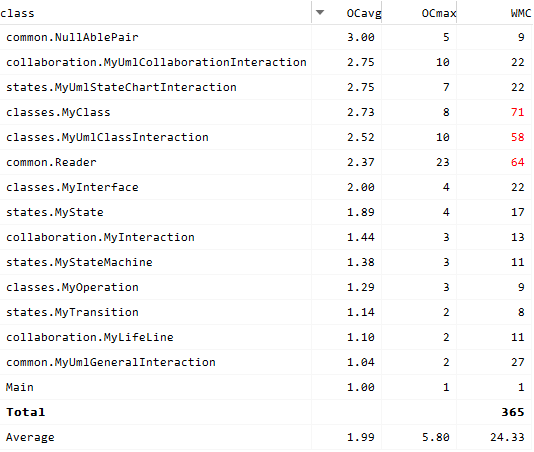 class OCavg OCmax WMC
common.NullAblePair 3.00 5 9
collaboration.MyUmlCollaborationInteraction 2.75 10 22
states.MyUmlStateChartInteraction 2.75 7 22
classes.MyClass 2.73 8 71
classes.MyUmlClassInteraction 2.52 10 58
common.Reader 2.37 23 64
classes.MyInterface 2.00 4 22
states.MyState 1.89 4 17
collaboration.MyInteraction 1.44 3 13
states.MyStateMachine 1.38 3 11
classes.MyOperation 1.29 3 9
states.MyTransition 1.14 2 8
collaboration.MyLifeLine 1.10 2 11
common.MyUmlGeneralInteraction 1.04 2 27
Main 1.00 1 1
Total 365
Average 1.99 5.80 24.33